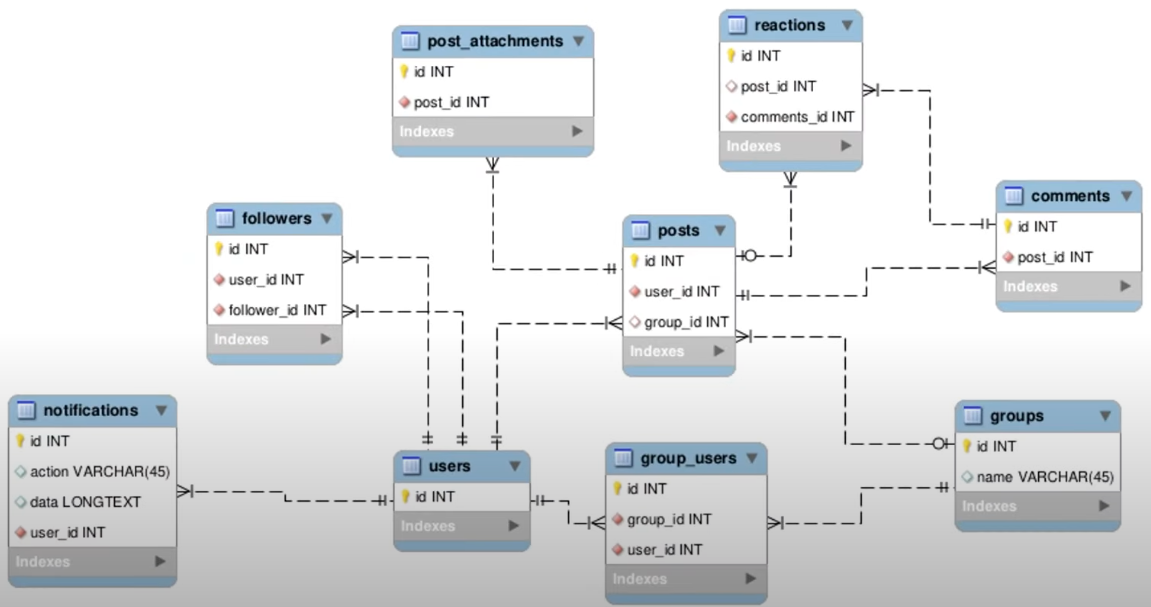 post_attachments
id INT
post_id INT
Indexes
reactions
id INT
post_id INT
comments_id INT
Indexes
comments
id INT
post_id INT
Indexes
followers
id INT
user_id INT
follower_id INT
Indexes
posts
id INT
user_id INT
group_id INT
Indexes
notifications
id INT
action VARCHAR(45)
data LONGTEXT
user_id INT
Indexes
users
id INT
Indexes
group_users
id INT
group_id INT
user_id INT
Indexes
groups
id INT
name VARCHAR(45)
Indexes